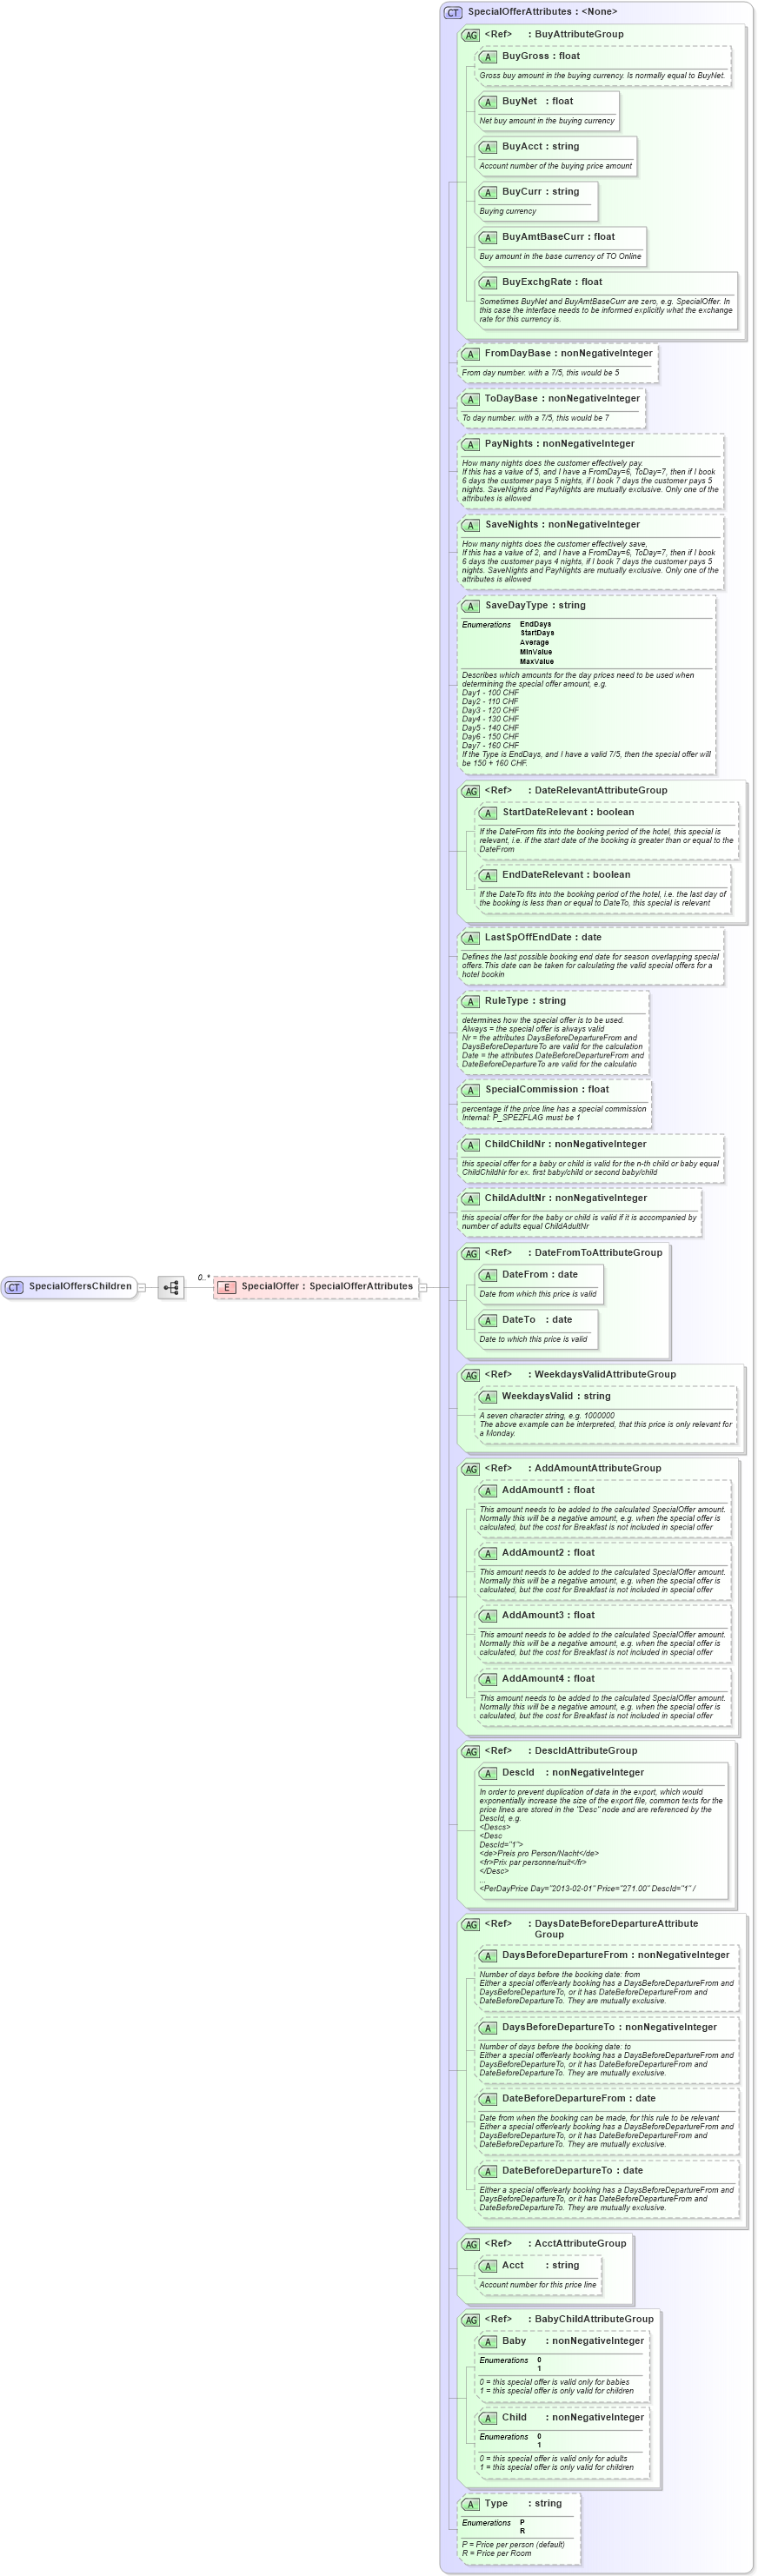 CT SpecialOfferAttributes : <None>
AG <Ref> : BuyAttributeGroup
A BuyGross : float
Gross buy amount in the buying currency. Is normally equal to BuyNet.
A BuyNet : float
Net buy amount in the buying currency
A BuyAcct : string
Account number of the buying price amount
A BuyCurr : string
Buying currency
A BuyAmtBaseCurr : float
Buy amount in the base currency of TO Online
A BuyExchgRate : float
Sometimes BuyNet and BuyAmtBaseCurr are zero, e.g. SpecialOffer. In
this case the interface needs to be informed explicitly what the exchange
rate for this currency is.
A FromDayBase : nonNegativeInteger
From day number. with a 7/5, this would be 5
A ToDayBase : nonNegativeInteger
To day number. with a 7/5, this would be 7
A PayNights : nonNegativeInteger
How many nights does the customer effectively pay.
If this has a value of 5, and I have a FromDay=6, ToDay=7, then if I book
6 days the customer pays 5 nights, if I book 7 days the customer pays 5
nights. SaveNights and PayNights are mutually exclusive. Only one of the
attributes is allowed
A SaveNights : nonNegativeInteger
How many nights does the customer effectively save,
If this has a value of 2, and I have a FromDay=6, ToDay=7, then if I book
6 days the customer pays 4 nights, if I book 7 days the customer pays 5
nights. SaveNights and PayNights are mutually exclusive. Only one of the
attributes is allowed
A SaveDayType : string
Enumerations EndDays
StartDays
Average
MinValue
MaxValue
Describes which amounts for the day prices need to be used when
determining the special offer amount, e.g.
Day1 - 100 CHF
Day2 - 110 CHF
Day3 - 120 CHF
Day4 - 130 CHF
Day5 - 140 CHF
Day6 - 150 CHF
Day7 - 160 CHF
If the Type is EndDays, and I have a valid 7/5, then the special offer will
be 150 + 160 CHF.
AG <Ref> : DateRelevantAttributeGroup
A StartDateRelevant : boolean
If the DateFrom fits into the booking period of the hotel, this special is
relevant, i.e. if the start date of the booking is greater than or equal to the
DateFrom
A EndDateRelevant : boolean
If the DateTo fits into the booking period of the hotel, i.e. the last day of
the booking is less than or equal to DateTo, this special is relevant
A LastSpOffEndDate : date
Defines the last possible booking end date for season overlapping special
offers.This date can be taken for calculating the valid special offers for a
hotel bookin
A RuleType : string
determines how the special offer is to be used.
Always = the special offer is always valid
Nr = the attributes DaysBeforeDepartureFrom and
DaysBeforeDepartureTo are valid for the calculation
Date = the attributes DateBeforeDepartureFrom and
DateBeforeDepartureTo are valid for the calculatio
A SpecialCommission : float
percentage if the price line has a special commission
Internal: P_SPEZFLAG must be 1
A ChildChildNr : nonNegativeInteger
this special offer for a baby or child is valid for the n-th child or baby equal
ChildChildNr for ex. first baby/child or second baby/child
A ChildAdultNr : nonNegativeInteger
this special offer for the baby or child is valid if it is accompanied by
number of adults equal ChildAdultNr
AG <Ref> : DateFromToAttributeGroup
CT SpecialOffersChildren 0..* E SpecialOffer : SpecialOfferAttributes
A DateFrom : date
Date from which this price is valid
A DateTo : date
Date to which this price is valid
AG <Ref> : WeekdaysValidAttributeGroup
A WeekdaysValid : string
A seven character string, e.g. 1000000
The above example can be interpreted, that this price is only relevant for
a Monday.
AG <Ref> : AddAmountAttributeGroup
A AddAmount1 : float
This amount needs to be added to the calculated SpecialOffer amount.
Normally this will be a negative amount, e.g. when the special offer is
calculated, but the cost for Breakfast is not included in special offer
A AddAmount2 : float
This amount needs to be added to the calculated SpecialOffer amount.
Normally this will be a negative amount, e.g. when the special offer is
calculated, but the cost for Breakfast is not included in special offer
A AddAmount3 : float
This amount needs to be added to the calculated SpecialOffer amount.
Normally this will be a negative amount, e.g. when the special offer is
calculated, but the cost for Breakfast is not included in special offer
A AddAmount4 : float
This amount needs to be added to the calculated SpecialOffer amount.
Normally this will be a negative amount, e.g. when the special offer is
calculated, but the cost for Breakfast is not included in special offer
AG <Ref> : DescIdAttributeGroup
A DescId : nonNegativeInteger
In order to prevent duplication of data in the export, which would
exponentially increase the size of the export file, common texts for the
price lines are stored in the "Desc" node and are referenced by the
DescId, e.g.
<Descs>
<Desc
DescId="1">
<de>Preis pro Person/Nacht</de>
<fr>Prix par personne/nuit</fr>
</Desc>
...
<PerDayPrice Day="2013-02-01" Price="271.00" DescId="1" /
AG <Ref> : DaysDateBeforeDepartureAttribute
Group
A DaysBeforeDepartureFrom : nonNegativeInteger
Number of days before the booking date: from
Either a special offer/early booking has a DaysBeforeDepartureFrom and
DaysBeforeDepartureTo, or it has DateBeforeDepartureFrom and
DateBeforeDepartureTo. They are mutually exclusive.
A DaysBeforeDepartureTo : nonNegativeInteger
Number of days before the booking date: to
Either a special offer/early booking has a DaysBeforeDepartureFrom and
DaysBeforeDepartureTo, or it has DateBeforeDepartureFrom and
DateBeforeDepartureTo. They are mutually exclusive.
A DateBeforeDepartureFrom : date
Date from when the booking can be made, for this rule to be relevant
Either a special offer/early booking has a DaysBeforeDepartureFrom and
DaysBeforeDepartureTo, or it has DateBeforeDepartureFrom and
DateBeforeDepartureTo. They are mutually exclusive.
A DateBeforeDepartureTo : date
Either a special offer/early booking has a DaysBeforeDepartureFrom and
DaysBeforeDepartureTo, or it has DateBeforeDepartureFrom and
DateBeforeDepartureTo. They are mutually exclusive.
AG <Ref> : AcctAttributeGroup
A Acct : string
Account number for this price line
AG <Ref> : BabyChildAttributeGroup
A Baby : nonNegativeInteger
Enumerations 0
1
0 = this special offer is valid only for babies
1 = this special offer is only valid for children
A Child : nonNegativeInteger
Enumerations 0
1
0 = this special offer is valid only for adults
1 = this special offer is only valid for children
A Type : string
Enumerations P
R
P = Price per person (default)
R = Price per Room